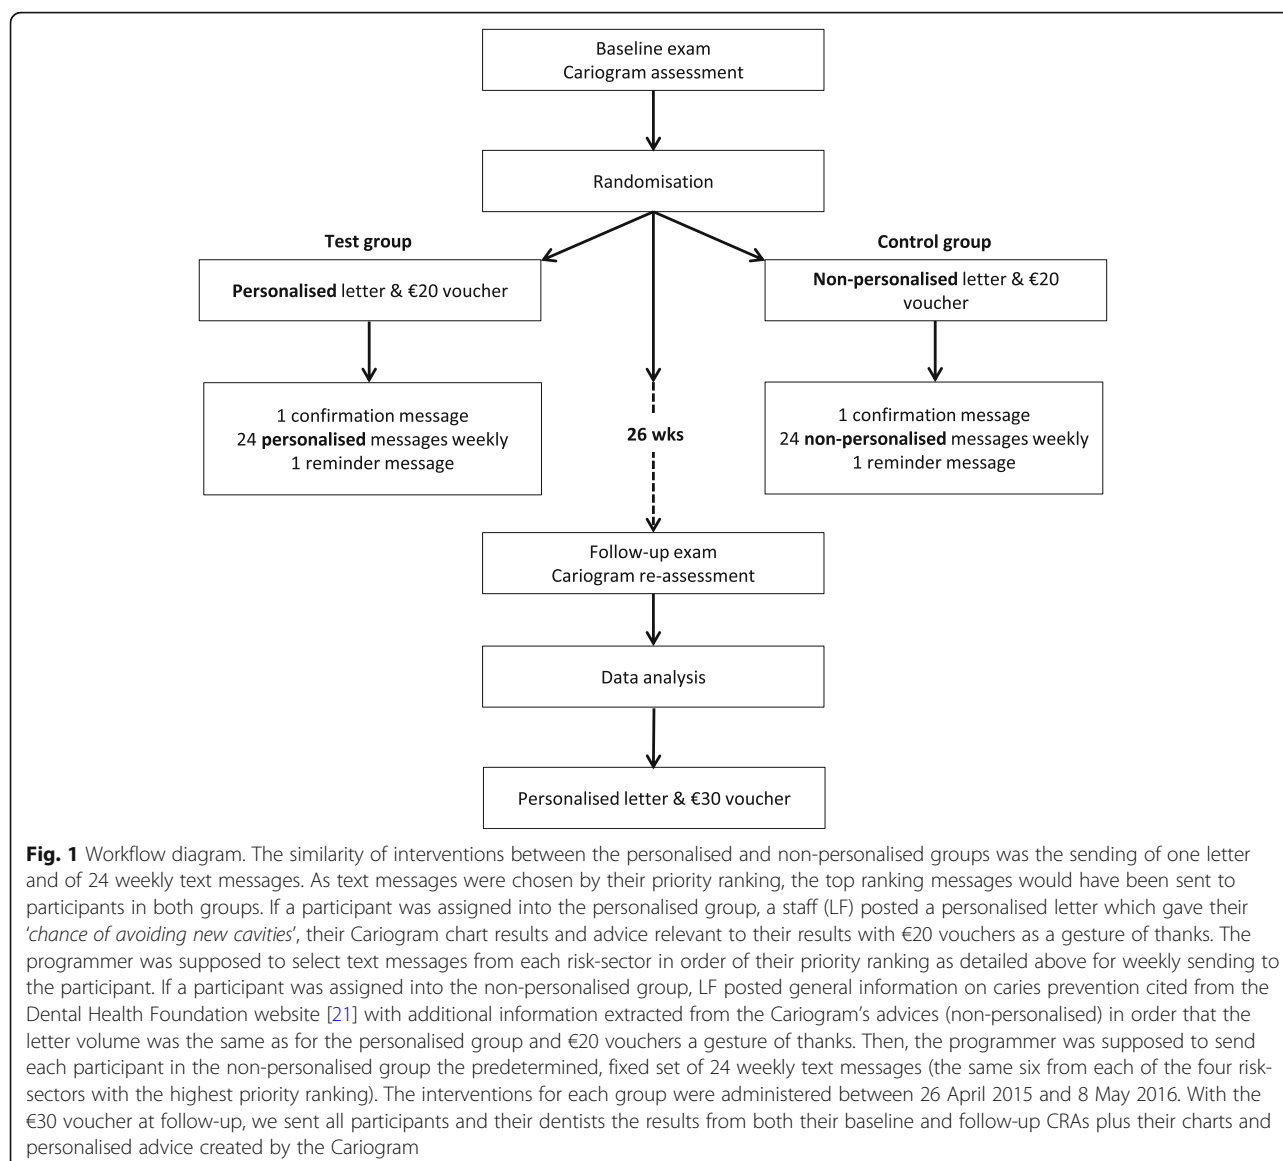 Baseline exam
Cariogram assessment
Randomisation
Test group
Control group
Personalised letter & €20 voucher
Non-personalised letter & €20
voucher
1 confirmation message
24 personalised messages weekly
1 reminder message
26 wks
1 confirmation message
24 non-personalised messages weekly
1 reminder message
Follow-up exam
Cariogram re-assessment
Data analysis
Personalised letter & €30 voucher
Fig. 1 Workflow diagram. The similarity of interventions between the personalised and non-personalised groups was the sending of one letter
and of 24 weekly text messages. As text messages were chosen by their priority ranking, the top ranking messages would have been sent to
participants in both groups. If a participant was assigned into the personalised group, a staff (LF) posted a personalised letter which gave their
‘chance of avoiding new cavities’, their Cariogram chart results and advice relevant to their results with €20 vouchers as a gesture of thanks. The
programmer was supposed to select text messages from each risk-sector in order of their priority ranking as detailed above for weekly sending to
the participant. If a participant was assigned into the non-personalised group, LF posted general information on caries prevention cited from the
Dental Health Foundation website [21] with additional information extracted from the Cariogram’s advices (non-personalised) in order that the
letter volume was the same as for the personalised group and €20 vouchers a gesture of thanks. Then, the programmer was supposed to send
each participant in the non-personalised group the predetermined, fixed set of 24 weekly text messages (the same six from each of the four risk-
sectors with the highest priority ranking). The interventions for each group were administered between 26 April 2015 and 8 May 2016. With the
€30 voucher at follow-up, we sent all participants and their dentists the results from both their baseline and follow-up CRAs plus their charts and
personalised advice created by the Cariogram